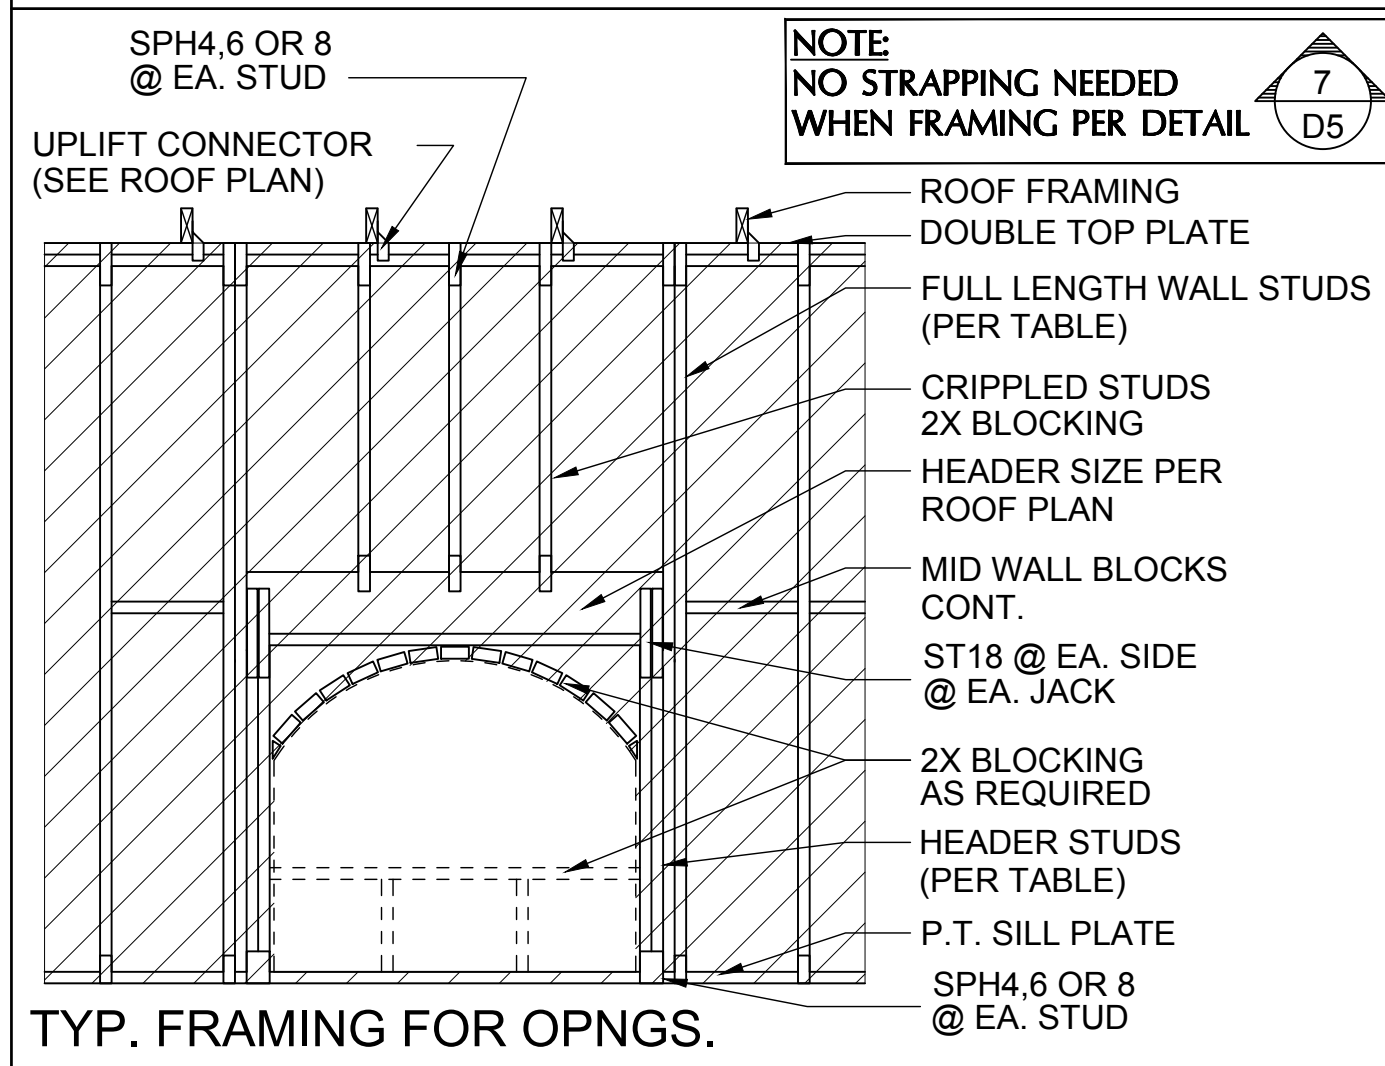 SPH4,6 OR 8
@ EA. STUD
UPLIFT CONNECTOR
(SEE ROOF PLAN)
NOTE:
NO STRAPPING NEEDED
WHEN FRAMING PER DETAIL
7
D5
ROOF FRAMING
DOUBLE TOP PLATE
FULL LENGTH WALL STUDS
(PER TABLE)
CRIPPLED STUDS
2X BLOCKING
HEADER SIZE PER
ROOF PLAN
MID WALL BLOCKS
CONT.
ST18 @ EA. SIDE
@ EA. JACK
2X BLOCKING
AS REQUIRED
HEADER STUDS
(PER TABLE)
P.T. SILL PLATE
SPH4,6 OR 8
@ EA. STUD
TYP. FRAMING FOR OPNGS.